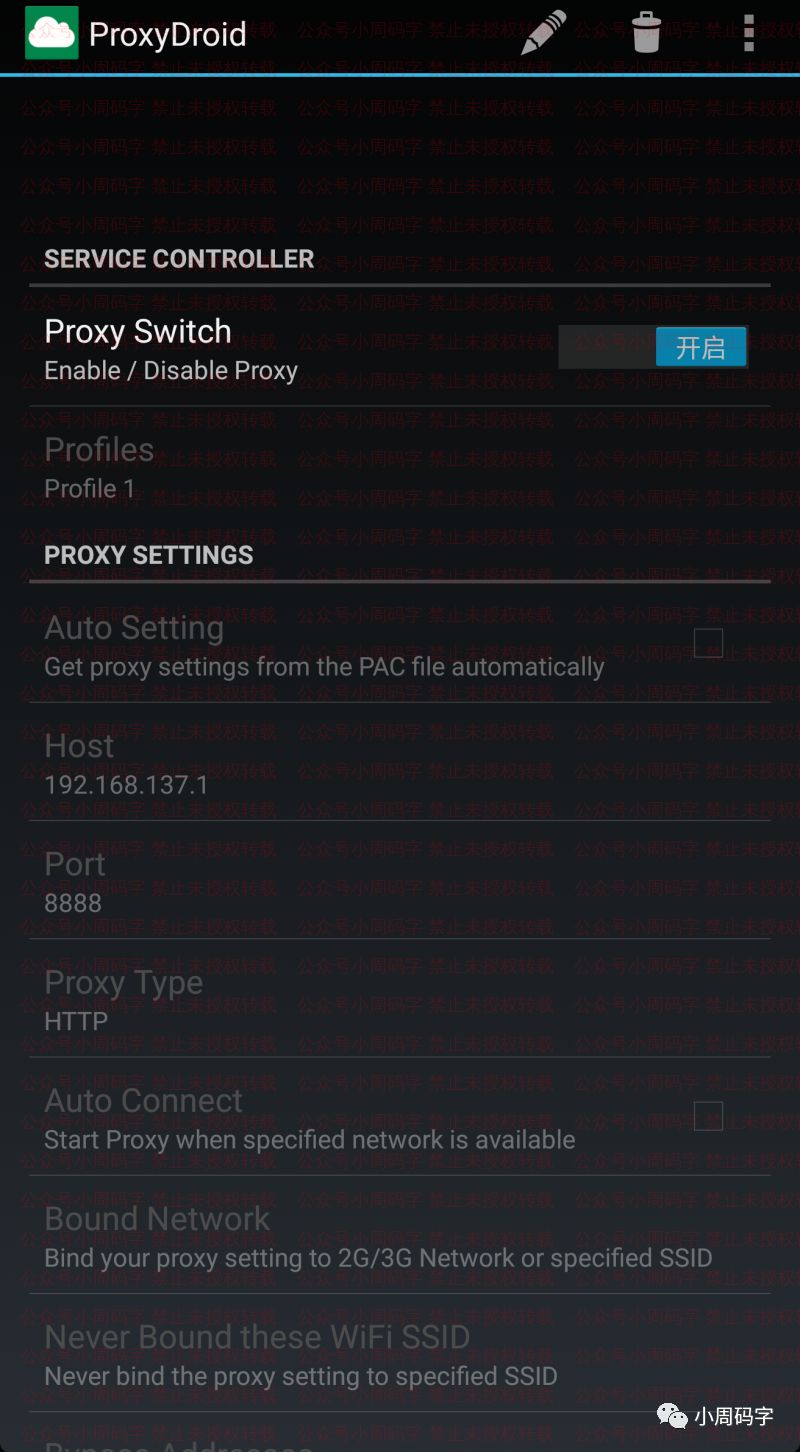 ProxyDroid
SERVICE CONTROLLER
Proxy Switch
Enable / Disable Proxy
开启
Profiles
Profile 1
PROXY SETTINGS
Auto Setting
Get proxy settings from the PAC file automatically
Host
192.168.137.1
Port
8888
Proxy Type
HTTP
Auto Connect
Start Proxy when specified network is available
Bound Network
Bind your proxy setting to 2G/3G Network or specified SSID
Never Bound these WiFi SSID
Never bind the proxy setting to specified SSID
Bypass Addresses
小周码字
公众号小周码字 禁止未授权转载